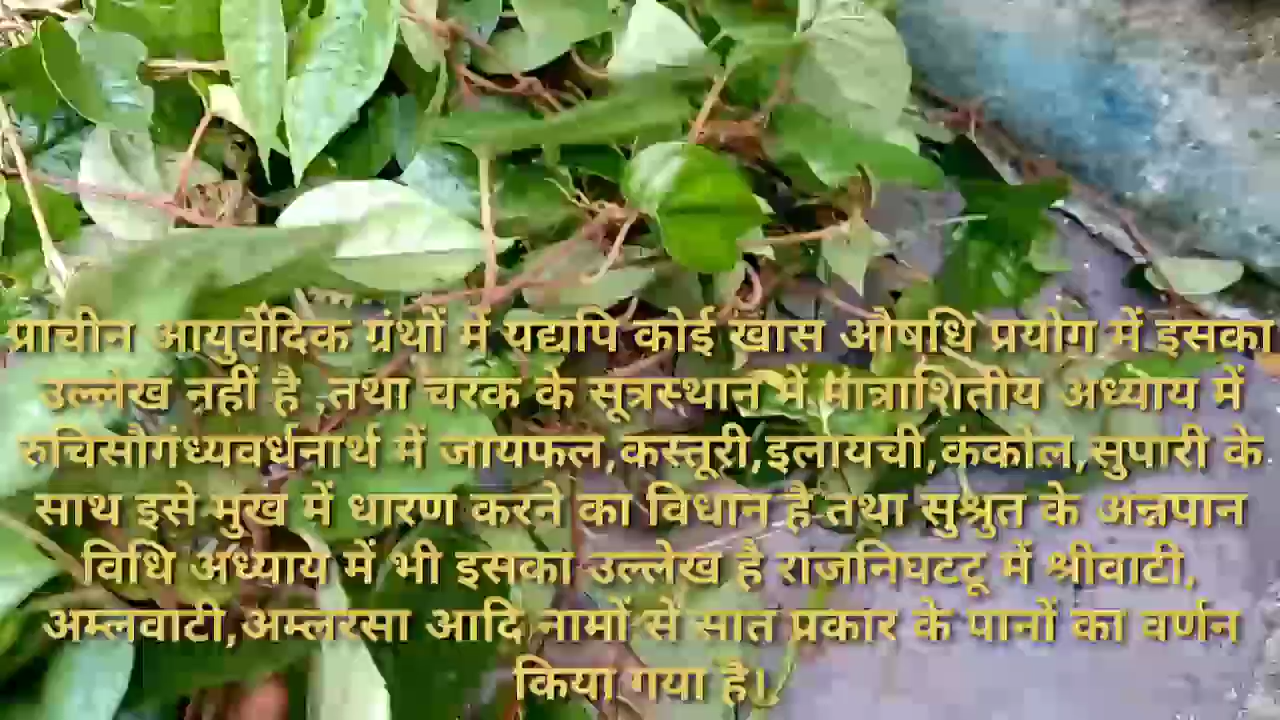 प्राचीन आयुर्वेदिक ग्रंथों में यद्यपि कोई खास औषधि प्रयोग में इसका
उल्लेख नहीं है ,तथा चरक के सूत्रस्थान में मात्राशितीय अध्याय में
रुचिसौगंध्यवर्धनार्थ में जायफल,कस्तूरी,इलायची,कंकोल,सुपारी के
साथ इसे मुख में धारण करने का विधान है तथा सुश्रुत के अन्नपान
विधि अध्याय में भी इसका उल्लेख है राजनिघटटू में श्रीवाटी,
अम्लवाटी,अम्लरसा आदि नामों से सात प्रकार के पानों का वर्णन
किया गया है।